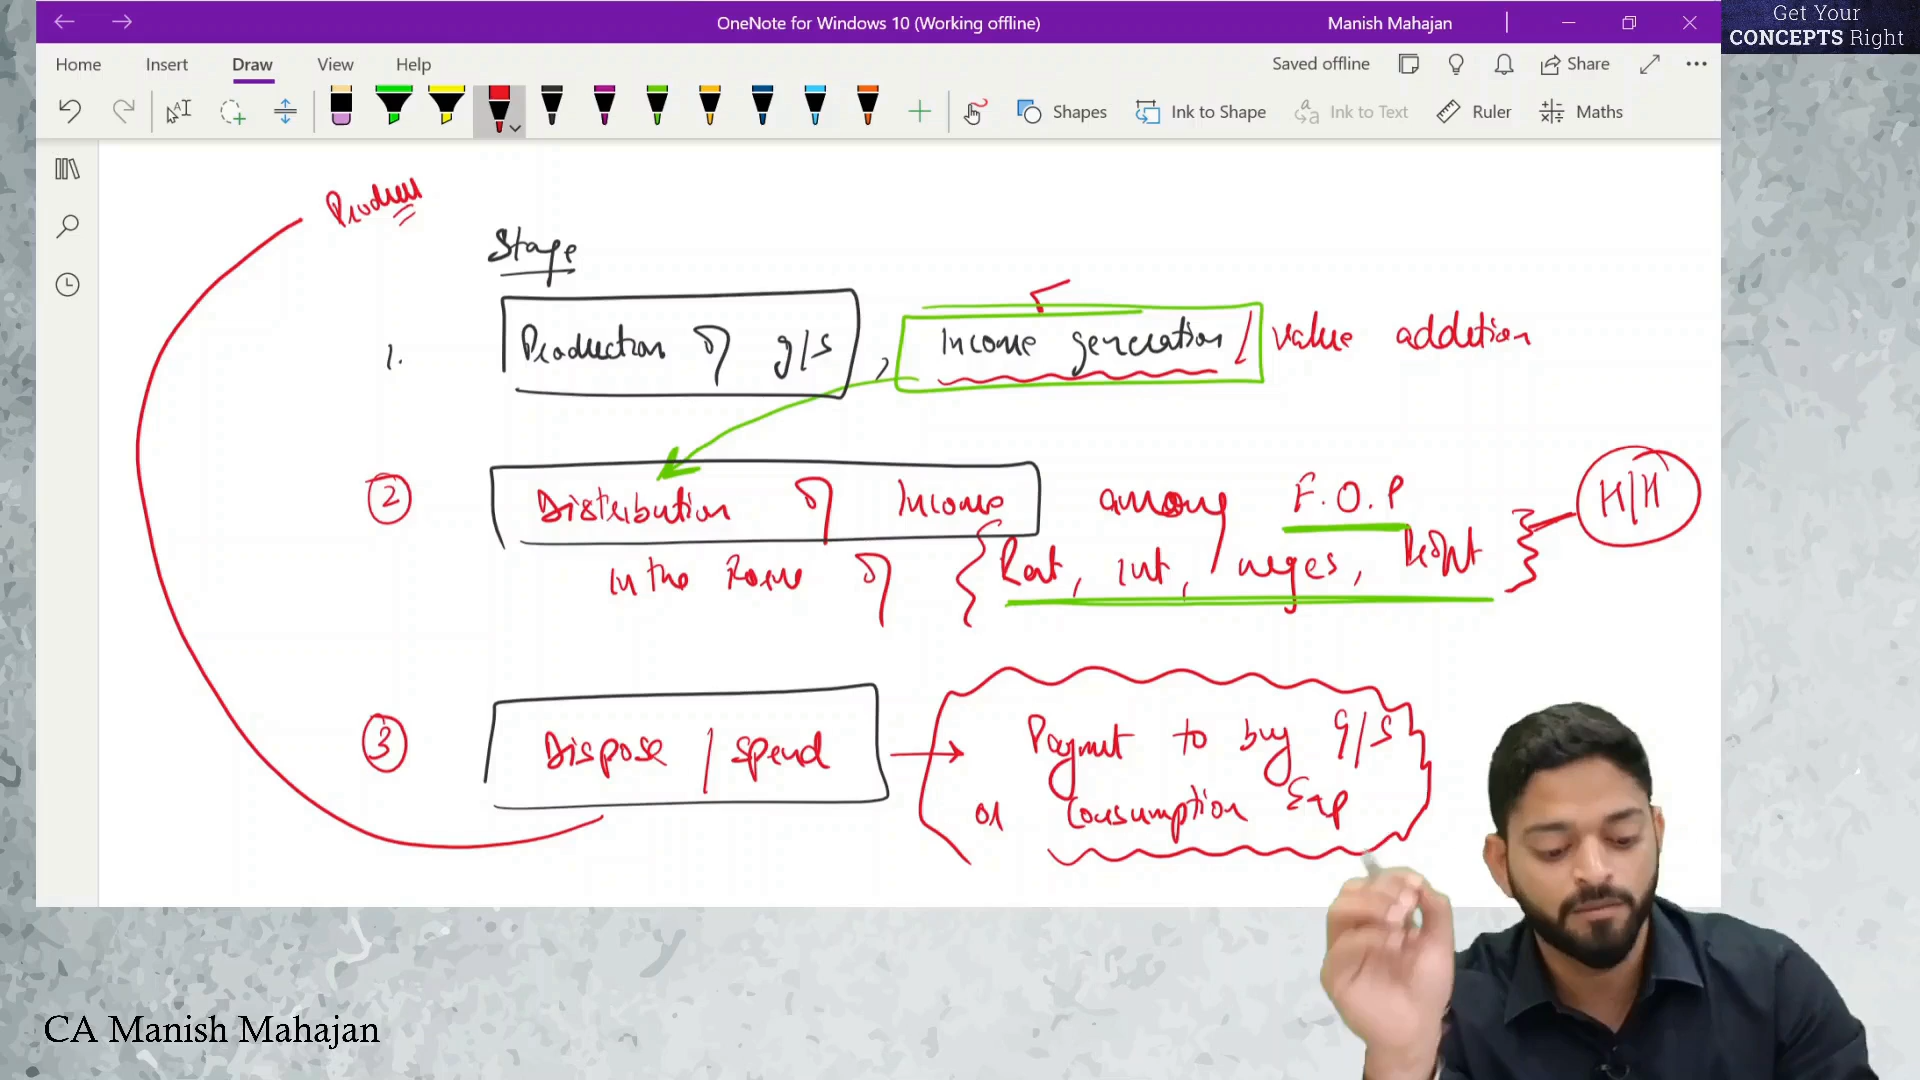 OneNote for Windows 10 (Working offline)
Manish Mahajan
Get Your
CONCEPTS Right
Home Insert Draw View Help
Saved offline
Share
Shapes
Ink to Shape
Ink to Text
Ruler
Maths
Stage
1. Production of g/s , Income generation / value addition
2 Distribution of Income among F.O.P H/H
in the form of { Rent, int, wages, Profit }
3 Dispose / spend → Payment to buy g/s
or Consumption Exp
CA Manish Mahajan